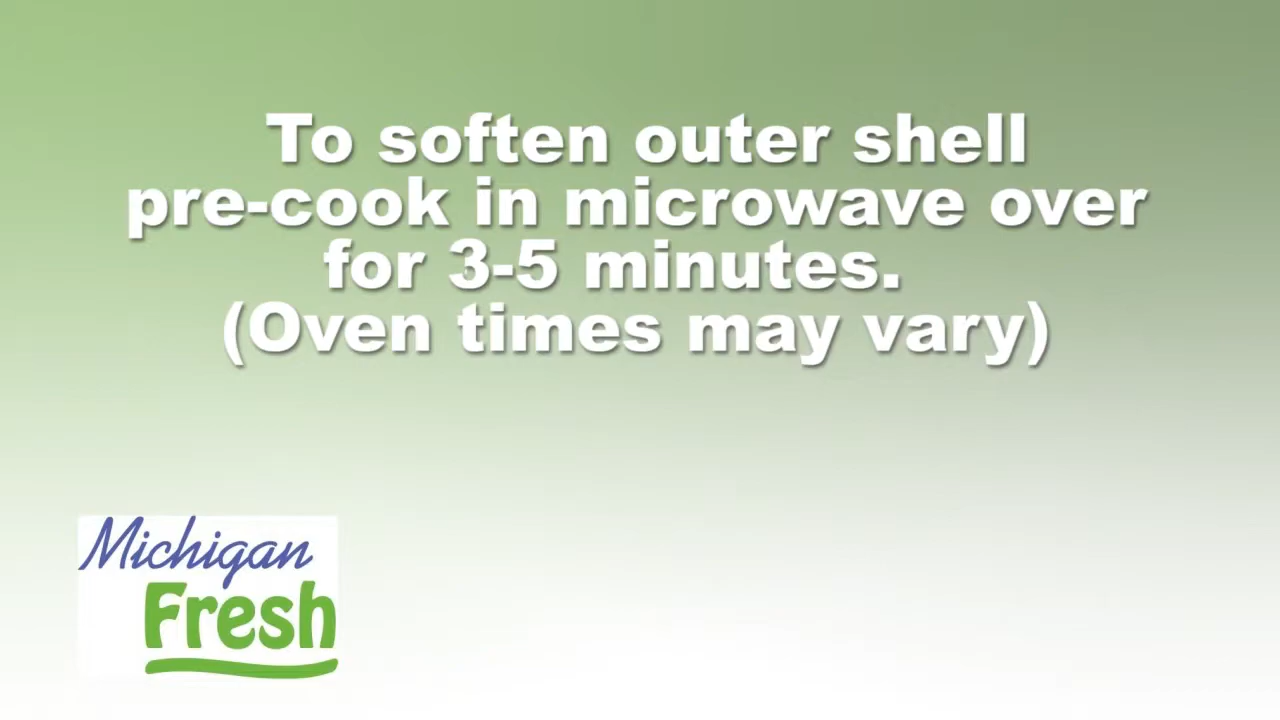 To soften outer shell
pre-cook in microwave over
for 3-5 minutes.
(Oven times may vary)
Michigan
Fresh